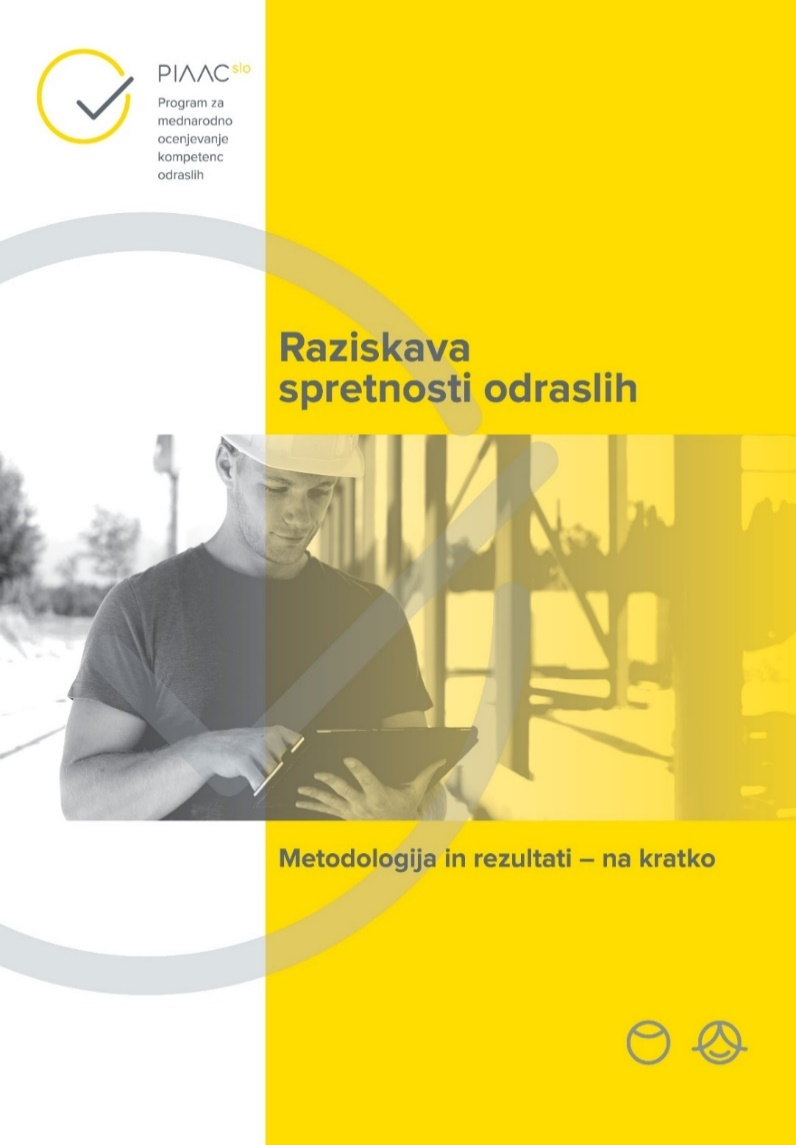 PIAAC slo
Program za
mednarodno
ocenjevanje
kompetenc
odraslih
Raziskava
spretnosti odraslih
Metodologija in rezultati – na kratko